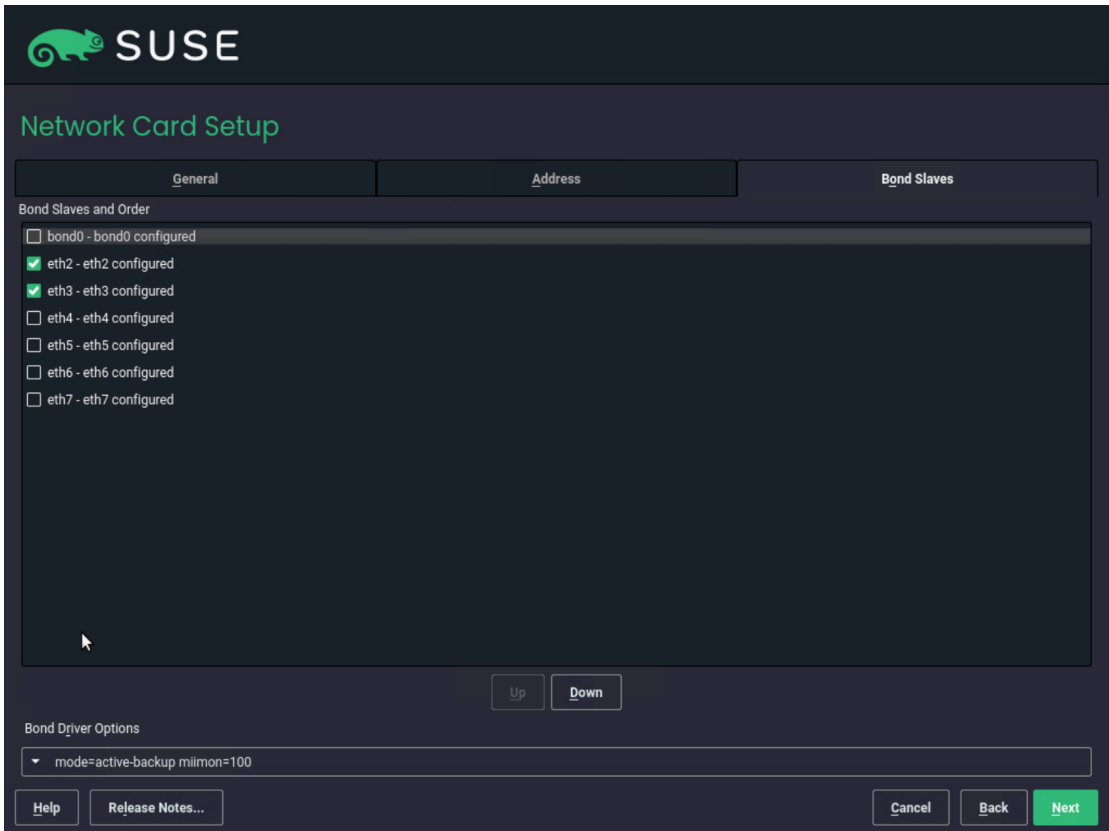 SUSE
Network Card Setup
General Address Bond Slaves
Bond Slaves and Order
bond0 - bond0 configured
eth2 - eth2 configured
eth3 - eth3 configured
eth4 - eth4 configured
eth5 - eth5 configured
eth6 - eth6 configured
eth7 - eth7 configured
Up Down
Bond Driver Options
mode=active-backup miimon=100
Help Release Notes... Cancel Back Next